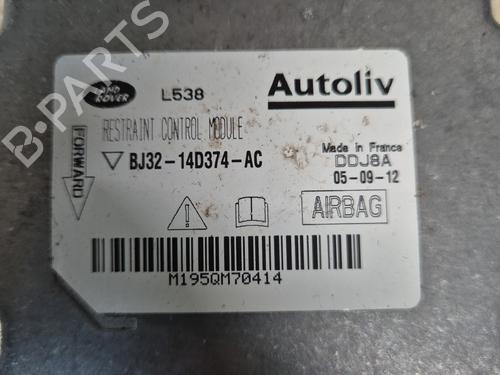 LAND ROVER
L538
Autoliv
RESTRAINT CONTROL MODULE
FORWARD
BJ32-14D374-AC
Made in France
DDJ8A
05-09-12
AIRBAG
M195QM70414
B-PARTS